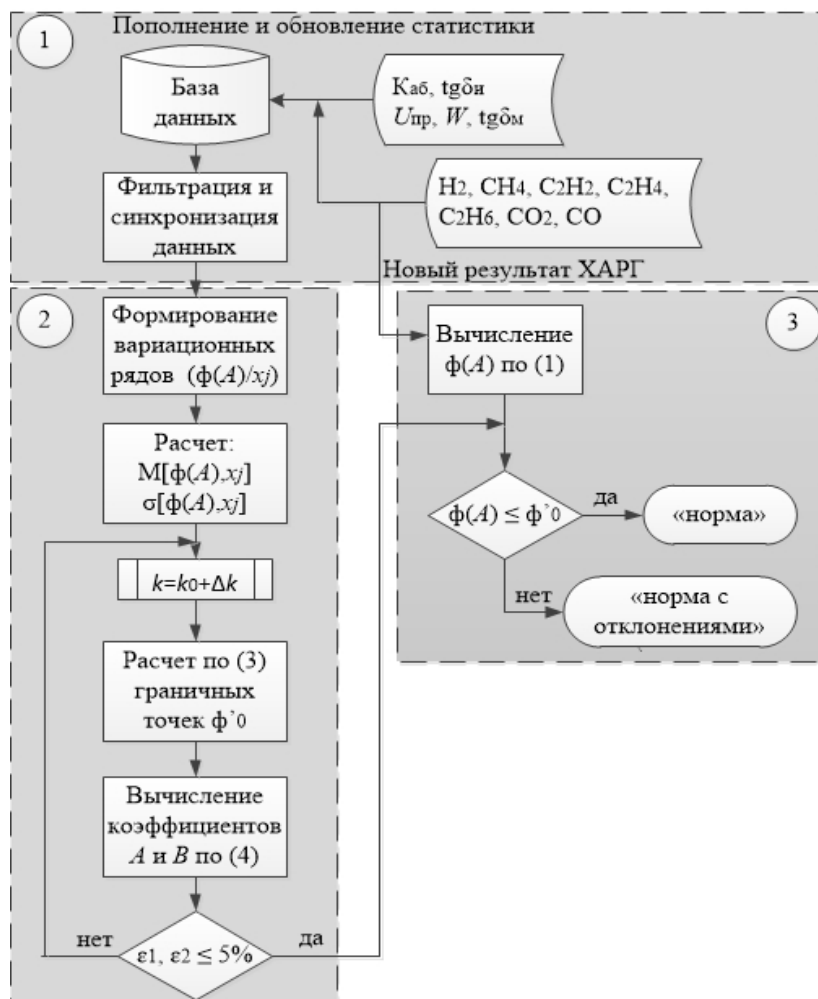 1
Пополнение и обновление статистики
База
данных
Kаб, tgδи
Uпр, W, tgδм
H2, CH4, C2H2, C2H4,
C2H6, CO2, CO
Фильтрация и
синхронизация
данных
Новый результат ХАРГ
2
Формирование
вариационных
рядов (ф(A)/xj)
Расчет:
M[ф(A),xj]
σ[ф(A),xj]
k=k0+Δk
Расчет по (3)
граничных
точек ф’0
Вычисление
коэффициентов
A и B по (4)
нет
ε1, ε2 ≤ 5%
да
3
Вычисление
ф(A) по (1)
ф(A) ≤ ф’0
да
«норма»
нет
«норма с
отклонениями»